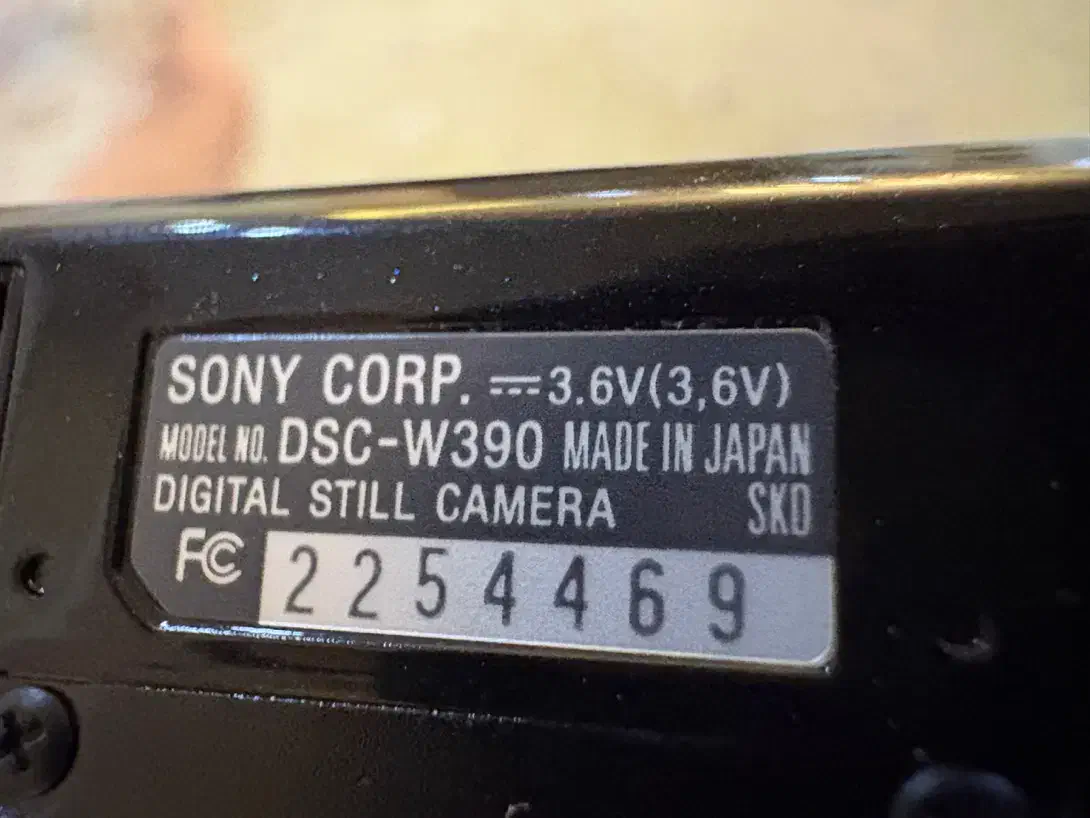 SONY CORP. ⎓3.6V(3,6V)
MODEL NO. DSC-W390 MADE IN JAPAN
DIGITAL STILL CAMERA SKD
FC 2254469